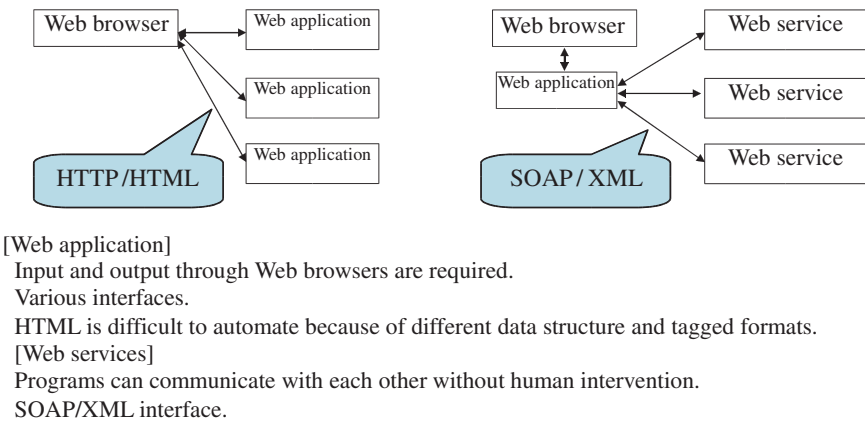 Web browser
Web application
Web application
Web application
HTTP/HTML
Web browser
Web application
Web service
Web service
Web service
SOAP / XML
[Web application]
Input and output through Web browsers are required.
Various interfaces.
HTML is difficult to automate because of different data structure and tagged formats.
[Web services]
Programs can communicate with each other without human intervention.
SOAP/XML interface.